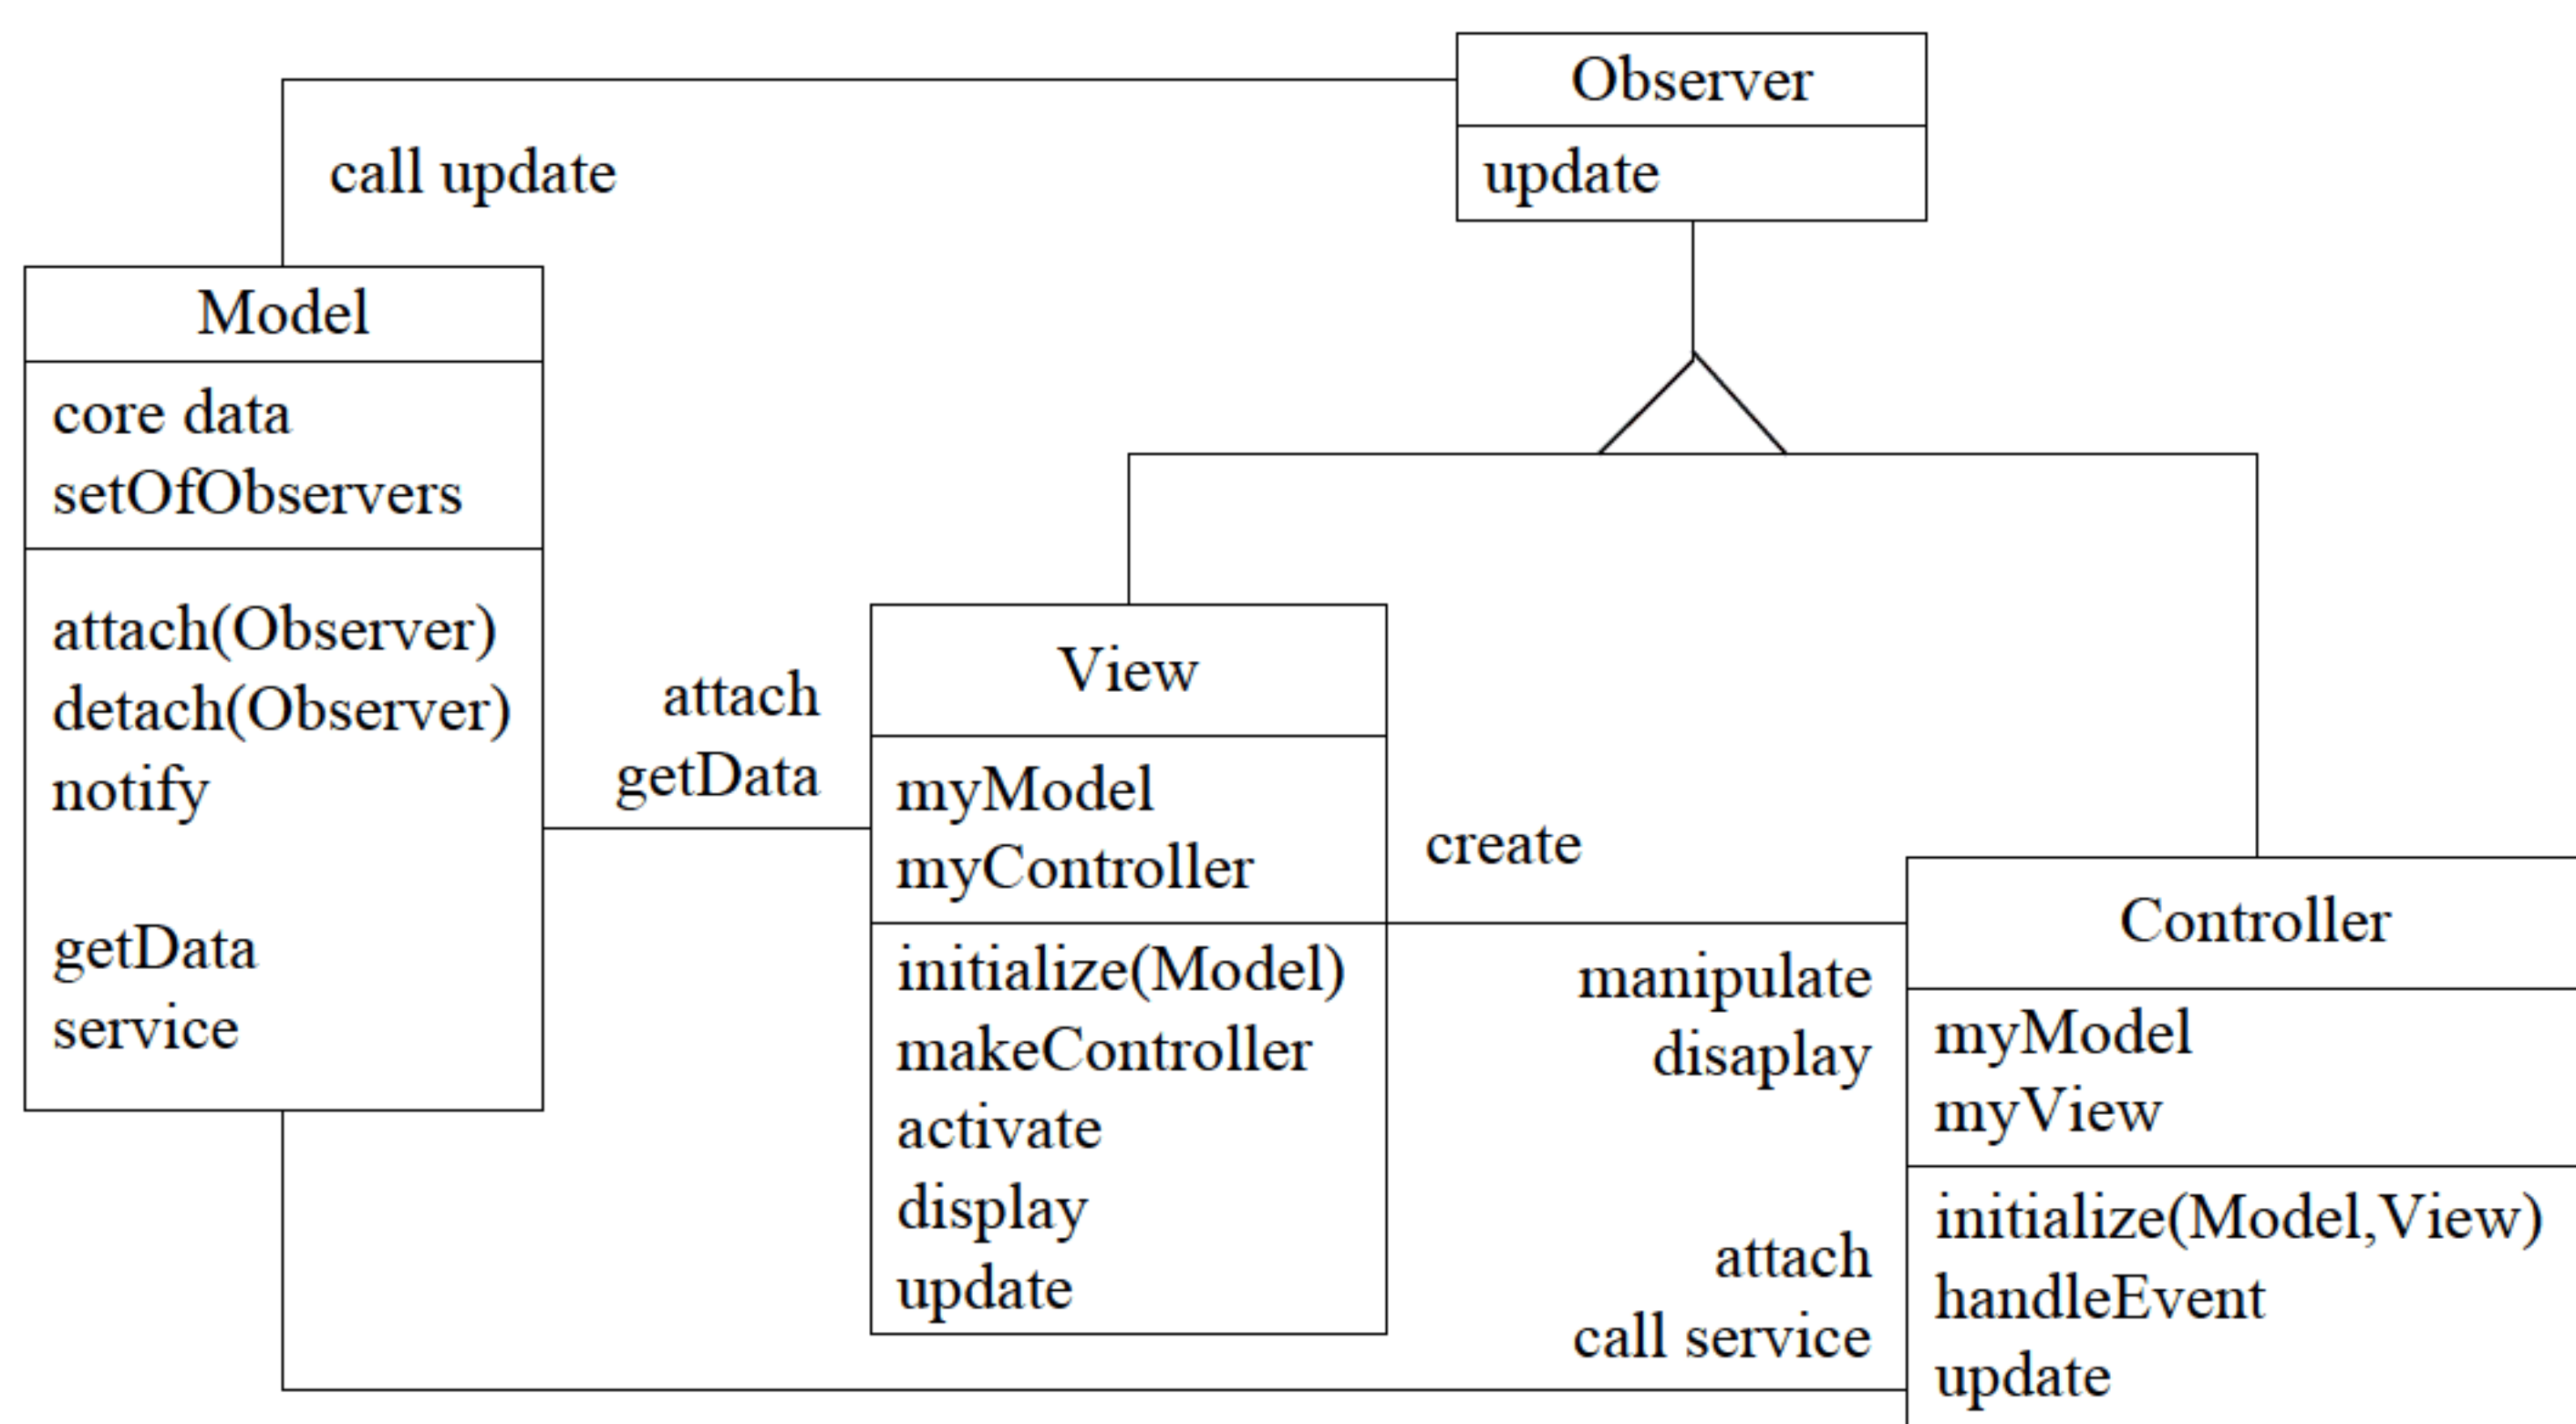 Observer
update
call update
Model
core data
setOfObservers
attach(Observer)
detach(Observer)
notify
getData
service
attach
getData
View
myModel
myController
initialize(Model)
makeController
activate
display
update
create
manipulate
disaplay
attach
call service
Controller
myModel
myView
initialize(Model,View)
handleEvent
update